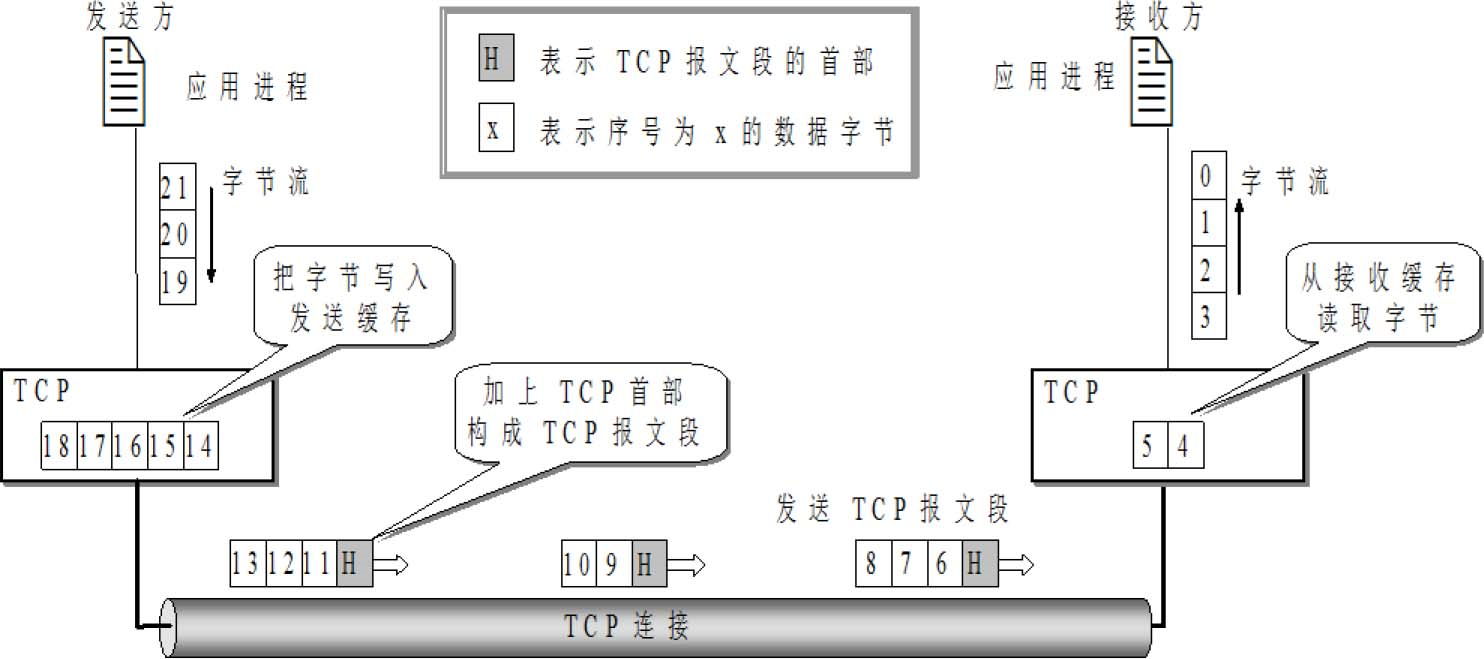 发送方
接收方
H 表示 TCP 报文段的首部
x 表示序号为 x 的数据字节
应用进程
应用进程
21
20
19
字节流
0
1
2
3
字节流
把字节写入
发送缓存
从接收缓存
读取字节
TCP
18 17 16 15 14
加上 TCP 首部
构成 TCP 报文段
TCP
5 4
发送 TCP 报文段
13 12 11 H
10 9 H
8 7 6 H
TCP 连接